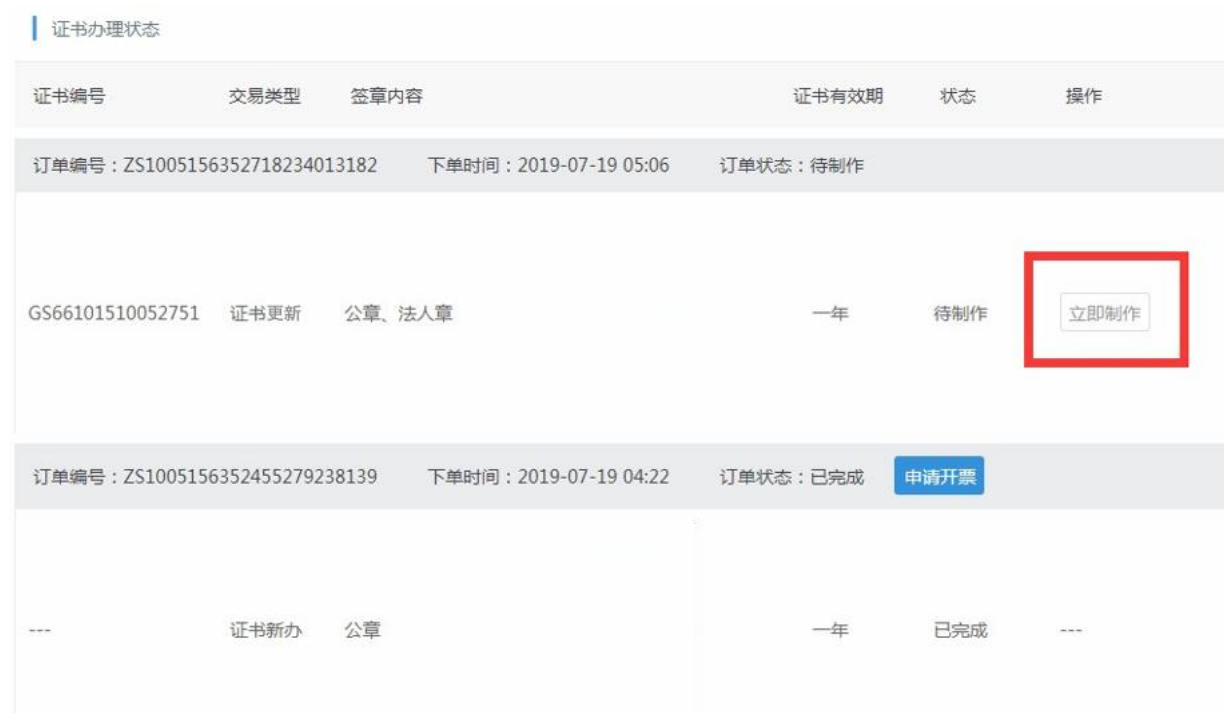 证书办理状态
证书编号 交易类型 签章内容 证书有效期 状态 操作
订单编号：ZS1005156352718234013182 下单时间：2019-07-19 05:06 订单状态：待制作
GS66101510052751 证书更新 公章、法人章 一年 待制作 立即制作
订单编号：ZS1005156352455279238139 下单时间：2019-07-19 04:22 订单状态：已完成 申请开票
--- 证书新办 公章 一年 已完成 ---